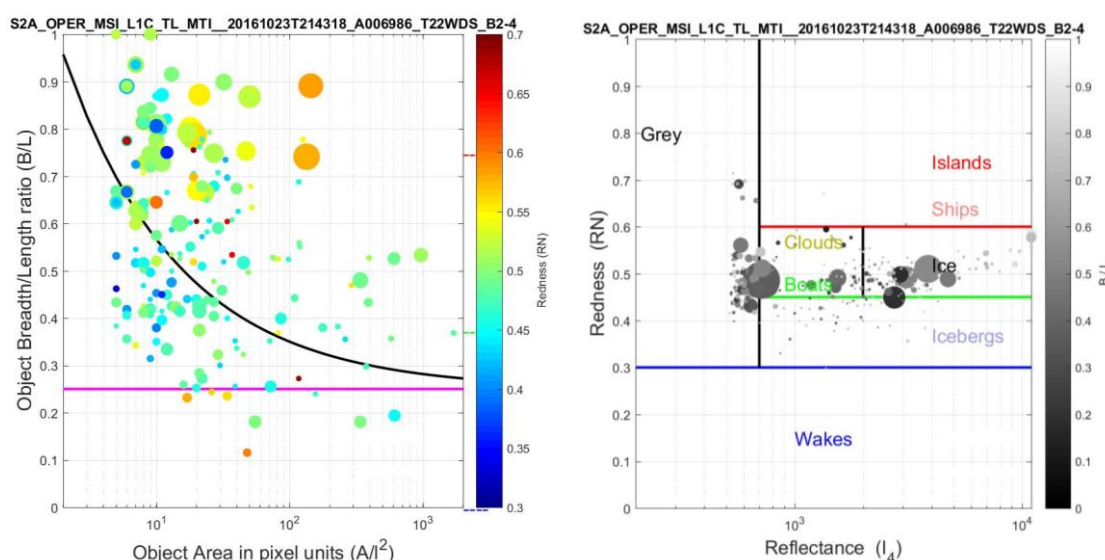 S2A_OPER_MSI_L1C_TL_MTI__20161023T214318_A006986_T22WDS_B2-4
Object Breadth/Length ratio (B/L)
1
0.9
0.8
0.7
0.6
0.5
0.4
0.3
0.2
0.1
0
10^1
10^2
10^3
Object Area in pixel units (A/l^2)
0.7
0.65
0.6
0.55
0.5
0.45
0.4
0.35
0.3
Redness (RN)
S2A_OPER_MSI_L1C_TL_MTI__20161023T214318_A006986_T22WDS_B2-4
Redness (RN)
1
0.9
0.8
0.7
0.6
0.5
0.4
0.3
0.2
0.1
0
Grey
Islands
Ships
Clouds
Ice
Boats
Icebergs
Wakes
10^3
10^4
Reflectance (I_4)
1
0.9
0.8
0.7
0.6
0.5
0.4
0.3
0.2
0.1
0
B/L